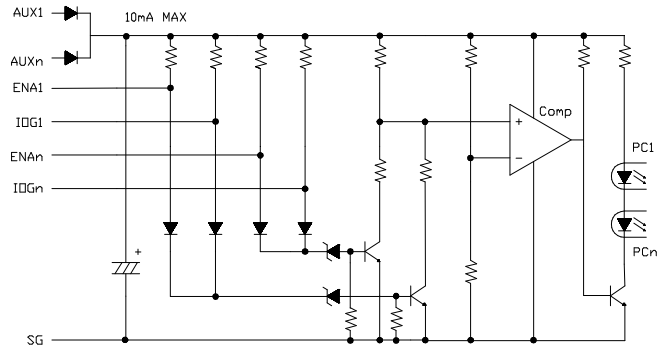 AUX1
10mA MAX
AUXn
ENA1
Comp
IOG1
+
ENAn
PC1
−
IOGn
+
PCn
SG